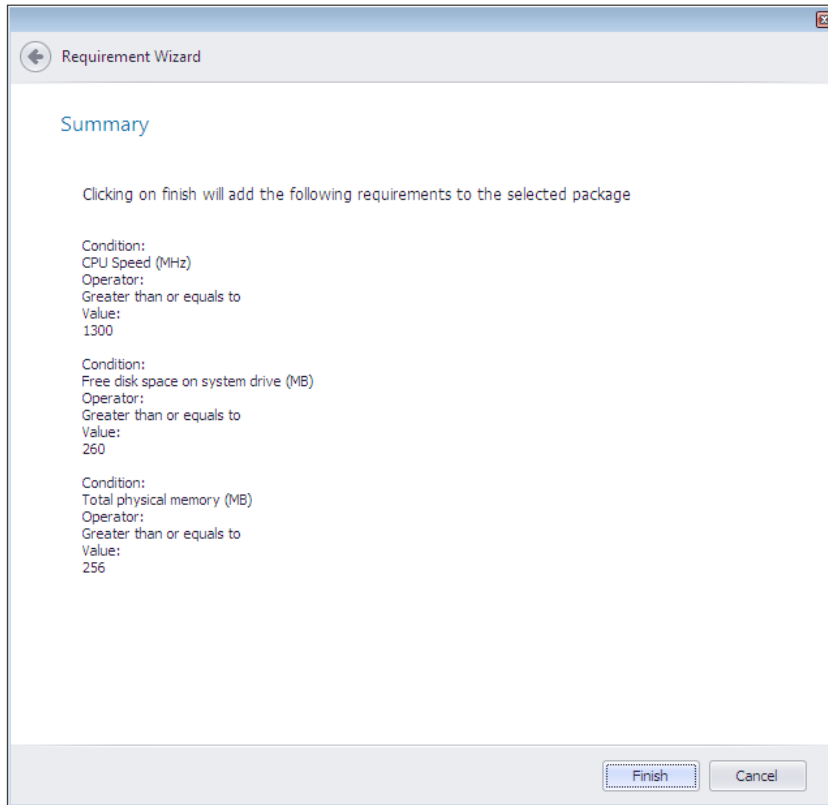 Requirement Wizard
Summary
Clicking on finish will add the following requirements to the selected package
Condition:
CPU Speed (MHz)
Operator:
Greater than or equals to
Value:
1300
Condition:
Free disk space on system drive (MB)
Operator:
Greater than or equals to
Value:
260
Condition:
Total physical memory (MB)
Operator:
Greater than or equals to
Value:
256
Finish
Cancel